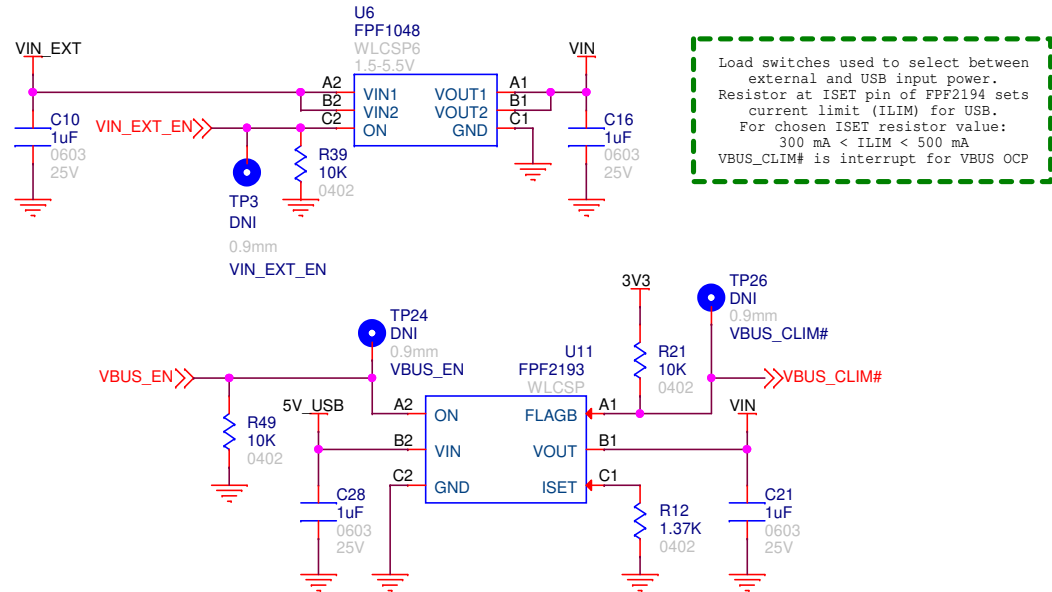 U6
FPF1048
WLCSP6
1.5-5.5V
VIN_EXT
VIN
A2
VIN1
VOUT1
A1
B2
VIN2
VOUT2
B1
C2
ON
GND
C1
VIN_EXT_EN
C10
1uF
0603
25V
R39
10K
0402
C16
1uF
0603
25V
TP3
DNI
0.9mm
VIN_EXT_EN
Load switches used to select between
external and USB input power.
Resistor at ISET pin of FPF2194 sets
current limit (ILIM) for USB.
For chosen ISET resistor value:
300 mA < ILIM < 500 mA
VBUS_CLIM# is interrupt for VBUS OCP
TP24
DNI
0.9mm
VBUS_EN
3V3
TP26
DNI
0.9mm
VBUS_CLIM#
U11
FPF2193
WLCSP
R21
10K
0402
VBUS_EN
VBUS_CLIM#
R49
10K
0402
5V_USB
VIN
A2
ON
FLAGB
A1
B2
VIN
VOUT
B1
C2
GND
ISET
C1
C28
1uF
0603
25V
R12
1.37K
0402
C21
1uF
0603
25V